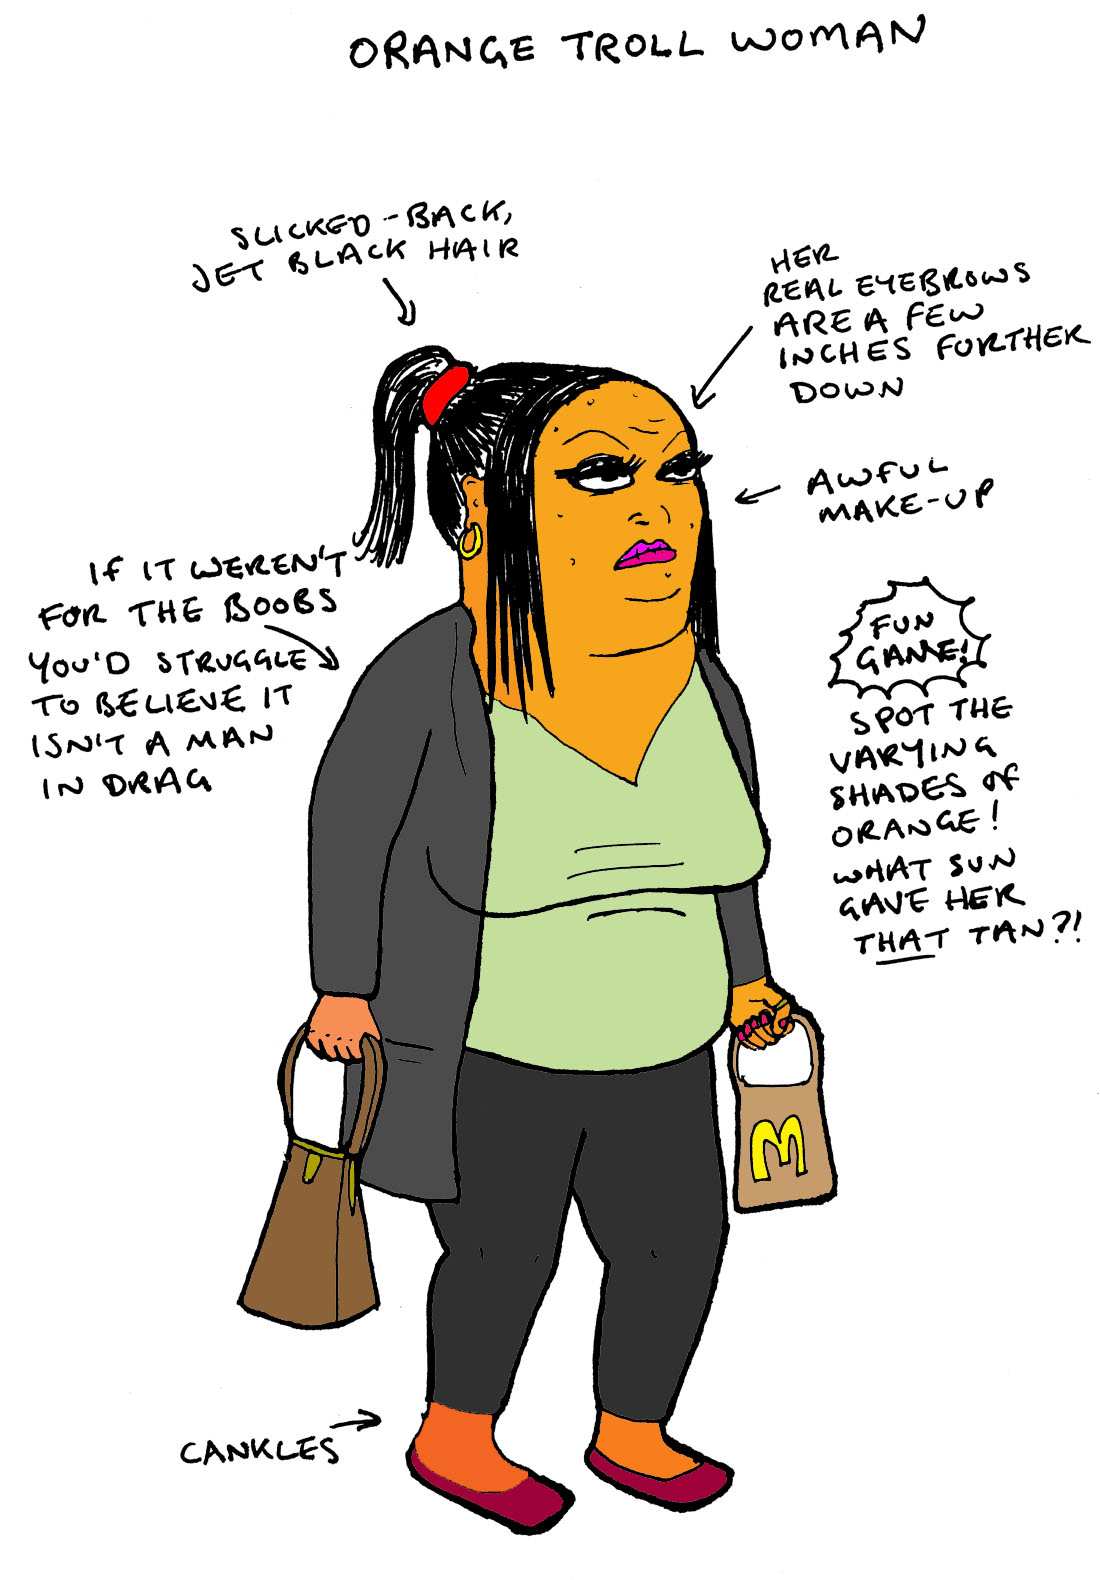 ORANGE TROLL WOMAN
SLICKED-BACK,
JET BLACK HAIR
HER
REAL EYEBROWS
ARE A FEW
INCHES FURTHER
DOWN
AWFUL
MAKE-UP
IF IT WEREN'T
FOR THE BOOBS
YOU'D STRUGGLE
TO BELIEVE IT
ISN'T A MAN
IN DRAG
FUN
GAME!
SPOT THE
VARYING
SHADES OF
ORANGE!
WHAT SUN
GAVE HER
THAT TAN?!
M
CANKLES